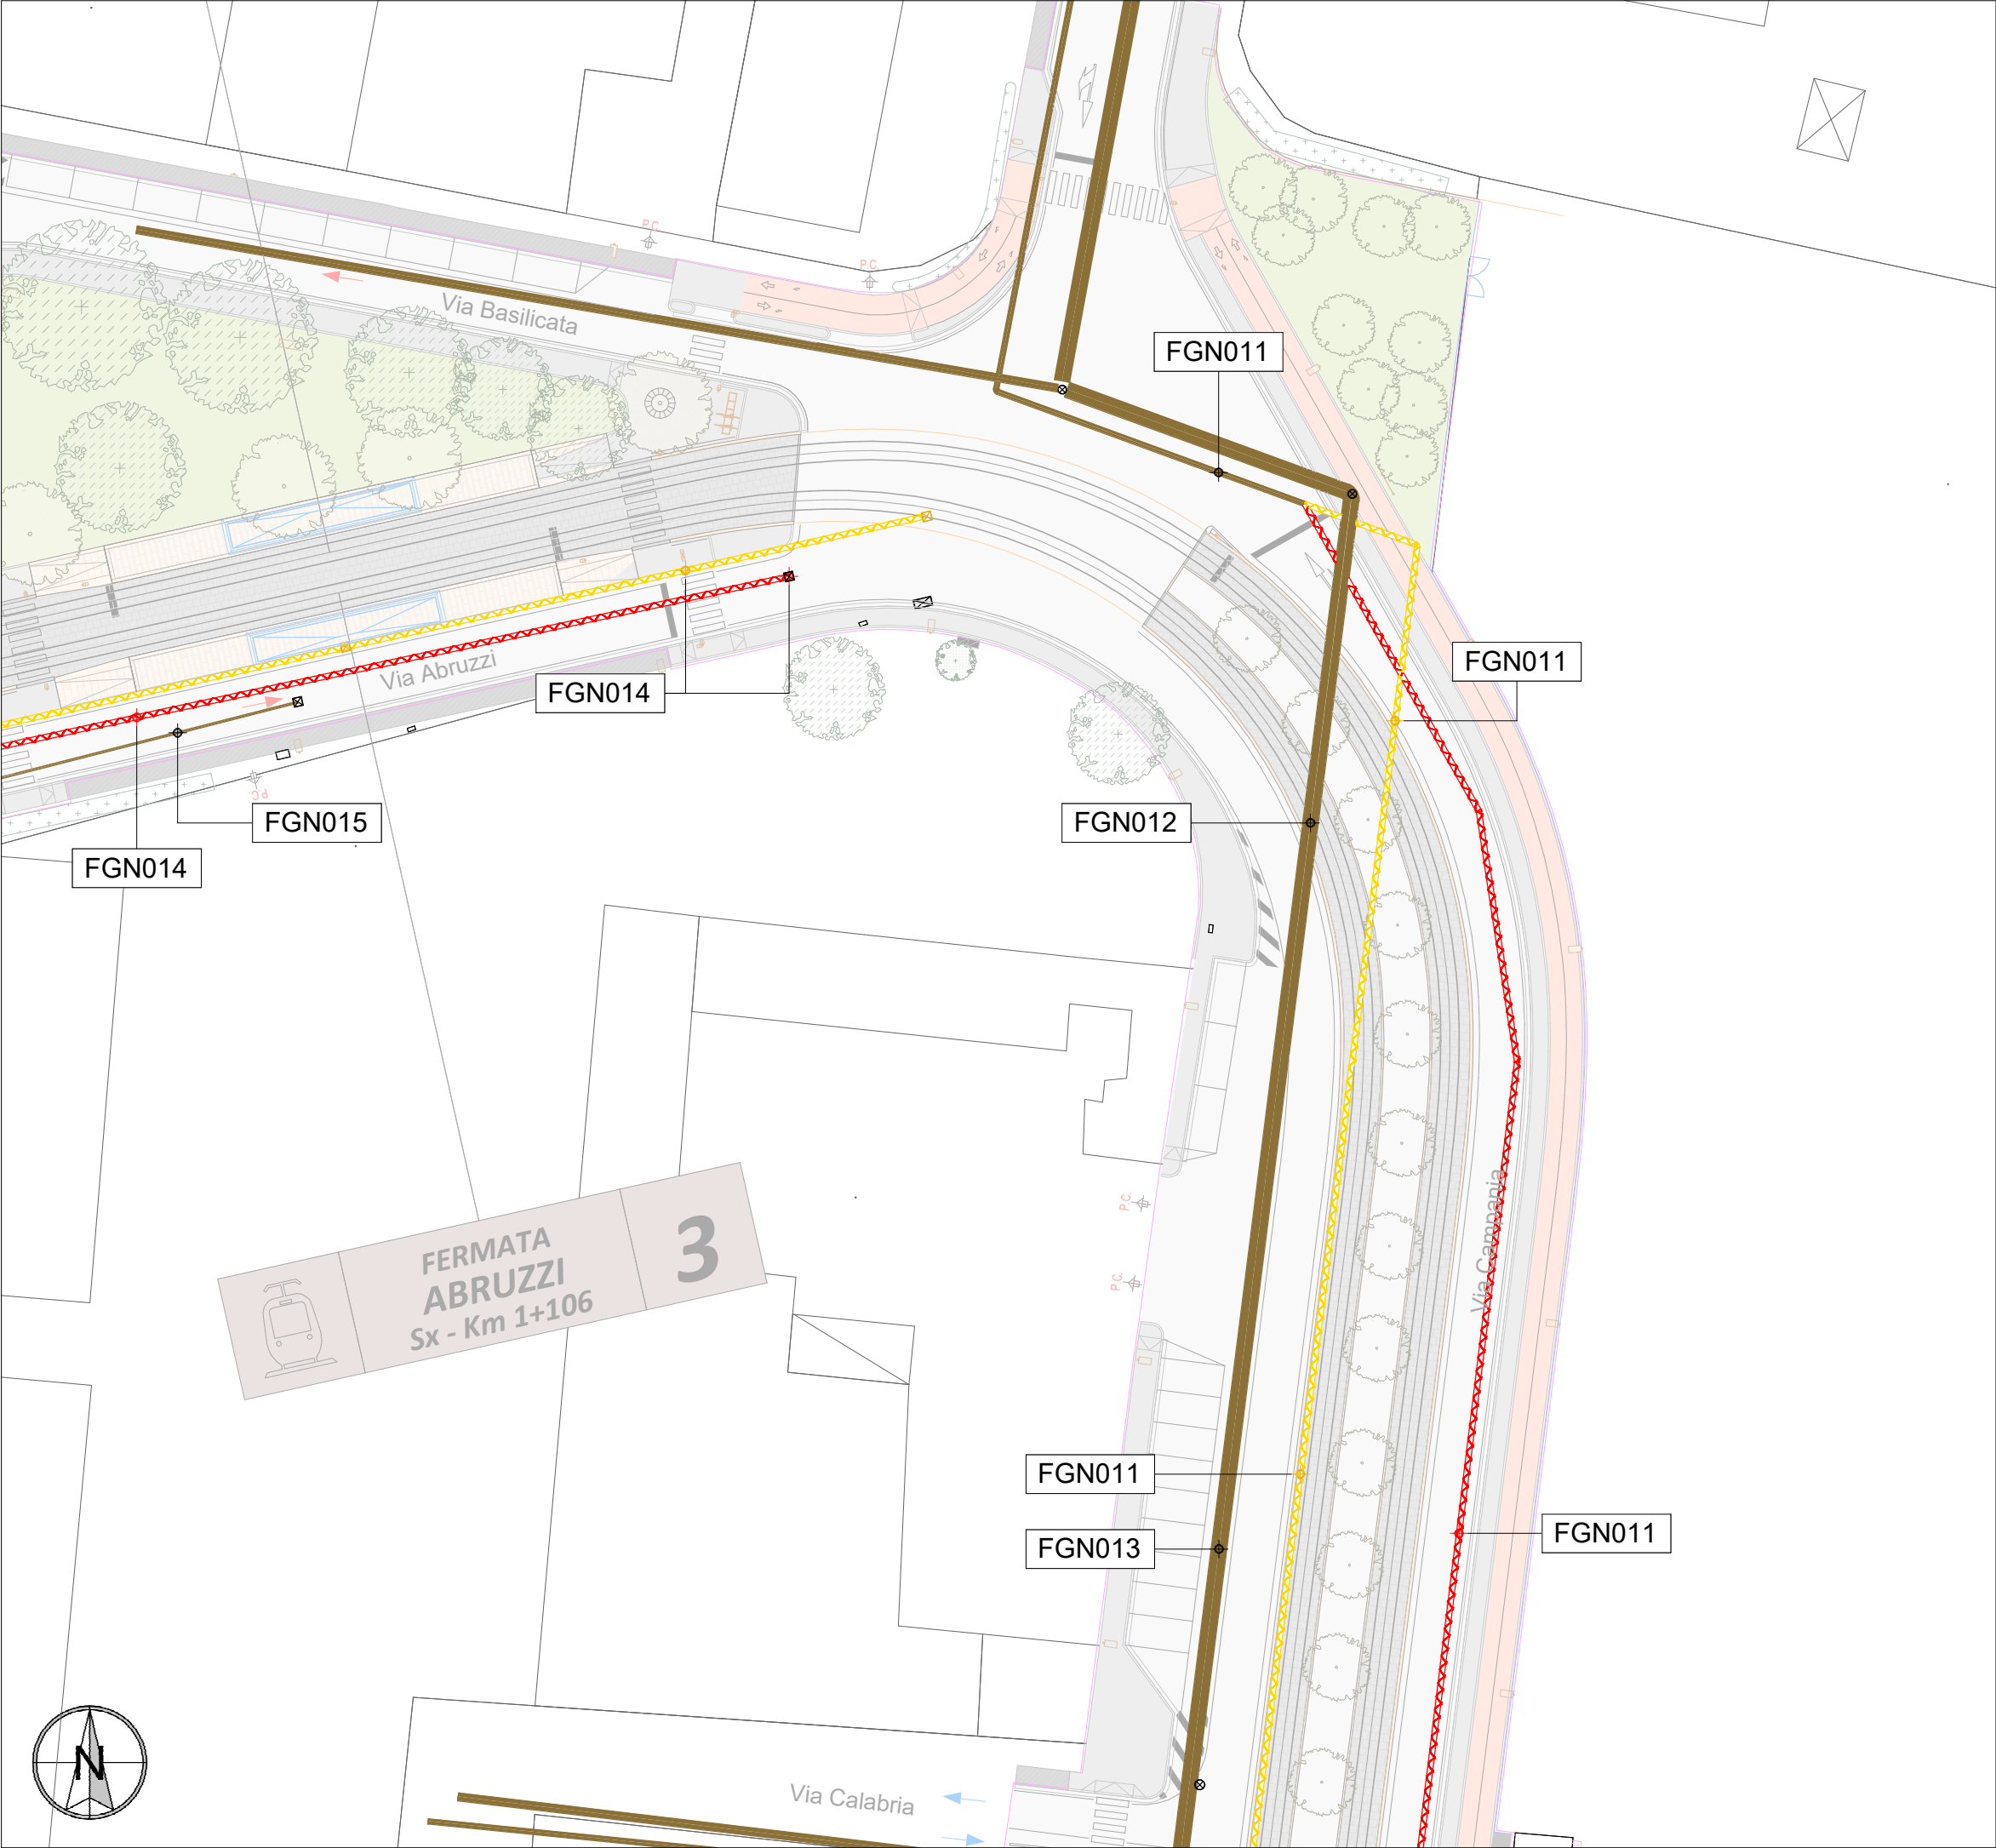 P.C.
P.C.
Via Basilicata
FGN011
FGN011
Via Abruzzi
FGN014
P.C.
FGN015
FGN012
FGN014
FERMATA
ABRUZZI
Sx - Km 1+106
3
P.C.
P.C.
Via Campania
FGN011
FGN011
FGN013
N
Via Calabria